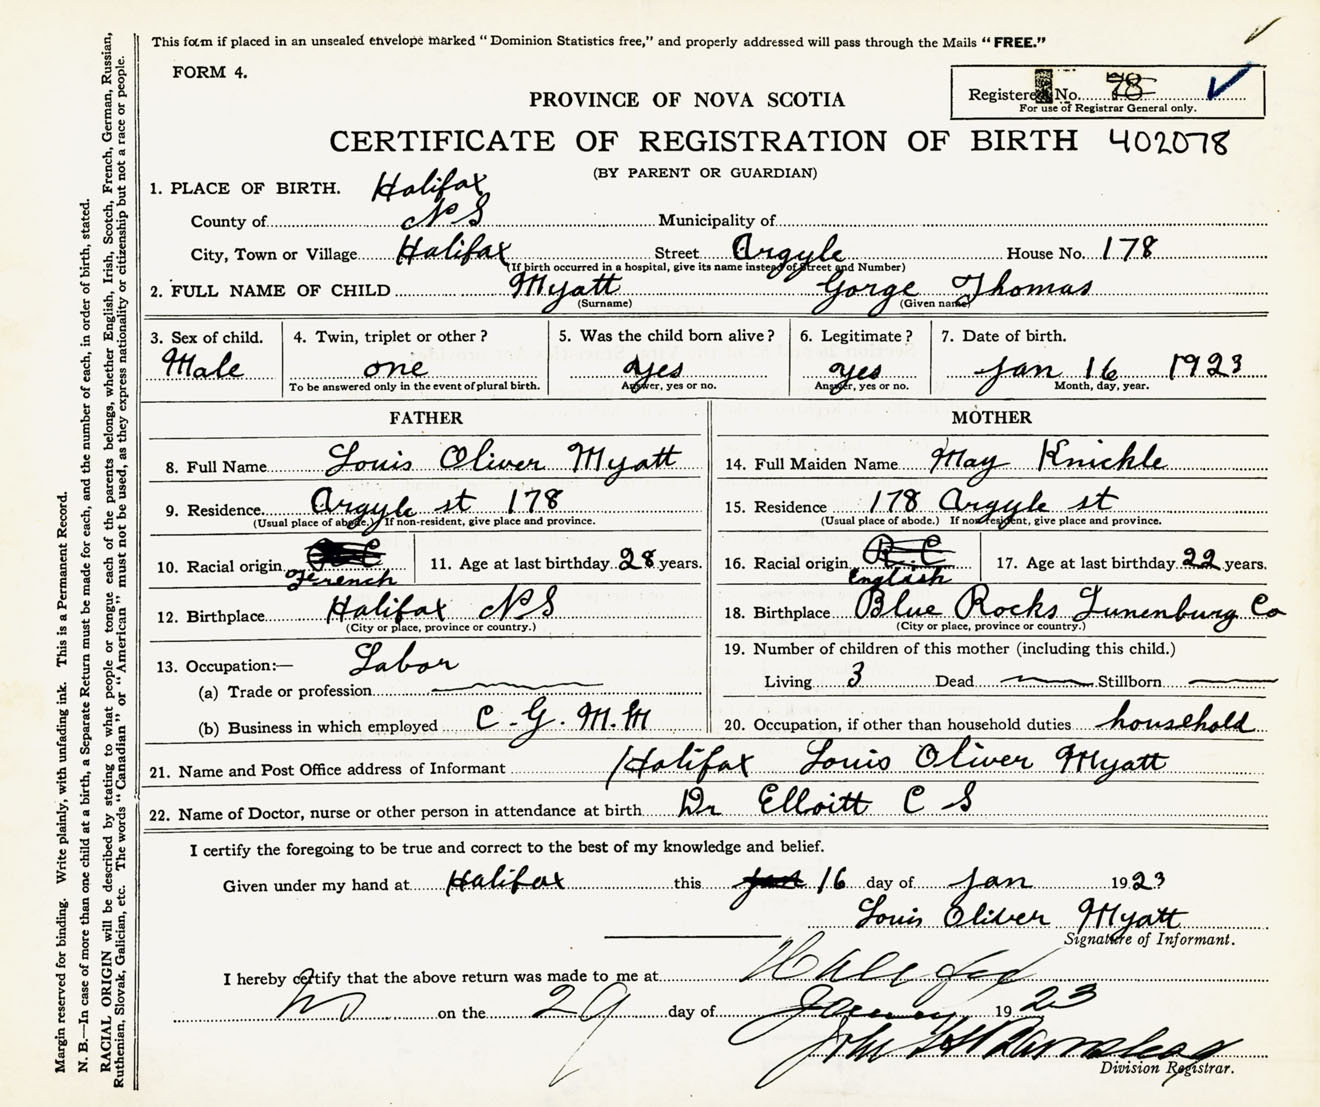 This form if placed in an unsealed envelope marked "Dominion Statistics free," and properly addressed will pass through the Mails "FREE."
FORM 4.
Registered No. 78
For use of Registrar General only.
PROVINCE OF NOVA SCOTIA
CERTIFICATE OF REGISTRATION OF BIRTH 402078
(BY PARENT OR GUARDIAN)
1. PLACE OF BIRTH. Halifax
County of N S Municipality of
City, Town or Village Halifax Street Argyle House No. 178
(If birth occurred in a hospital, give its name instead of Street and Number)
2. FULL NAME OF CHILD Myatt Gorge Thomas
(Surname) (Given name)
3. Sex of child. 4. Twin, triplet or other? 5. Was the child born alive? 6. Legitimate? 7. Date of birth.
Male one yes yes Jan 16 1923
To be answered only in the event of plural birth. Answer, yes or no. Answer, yes or no. Month, day, year.
FATHER
8. Full Name Louis Oliver Myatt
9. Residence Argyle st 178
(Usual place of abode.) If non-resident, give place and province.
10. Racial origin French 11. Age at last birthday 28 years.
12. Birthplace Halifax N S
(City or place, province or country.)
13. Occupation:— Labor
(a) Trade or profession
(b) Business in which employed C. G. M. M
MOTHER
14. Full Maiden Name May Knickle
15. Residence 178 Argyle st
(Usual place of abode.) If non-resident, give place and province.
16. Racial origin R C English 17. Age at last birthday 22 years.
18. Birthplace Blue Rocks Lunenburg Co
(City or place, province or country.)
19. Number of children of this mother (including this child.)
Living 3 Dead Stillborn
20. Occupation, if other than household duties household
21. Name and Post Office address of Informant Halifax Louis Oliver Myatt
22. Name of Doctor, nurse or other person in attendance at birth Dr Elloitt C S
I certify the foregoing to be true and correct to the best of my knowledge and belief.
Given under my hand at Halifax this 16 day of Jan 1923
Louis Oliver Myatt
Signature of Informant.
I hereby certify that the above return was made to me at Halifax
on the 29 day of January 1923
John
Division Registrar.
Margin reserved for binding. Write plainly, with unfading ink. This is a Permanent Record.
N. B.—In case of more than one child at a birth, a Separate Return must be made for each, and the number of each, in order of birth, stated.
RACIAL ORIGIN will be described by stating to what people or tongue each of the parents belongs, whether English, Irish, Scotch, French, German, Russian,
Ruthenian, Slovak, Galician, etc. The words "Canadian" or "American" must not be used, as they express nationality or citizenship but not a race or people.